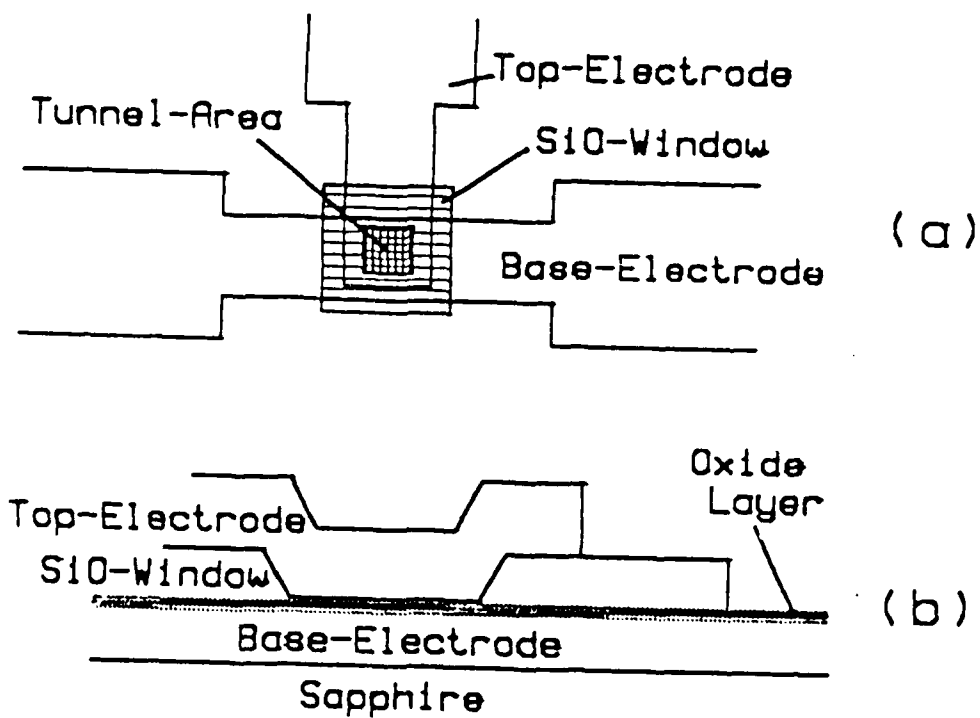 Top-Electrode
Tunnel-Area
SiO-Window
(a)
Base-Electrode
Oxide
Layer
Top-Electrode
SiO-Window
(b)
Base-Electrode
Sapphire